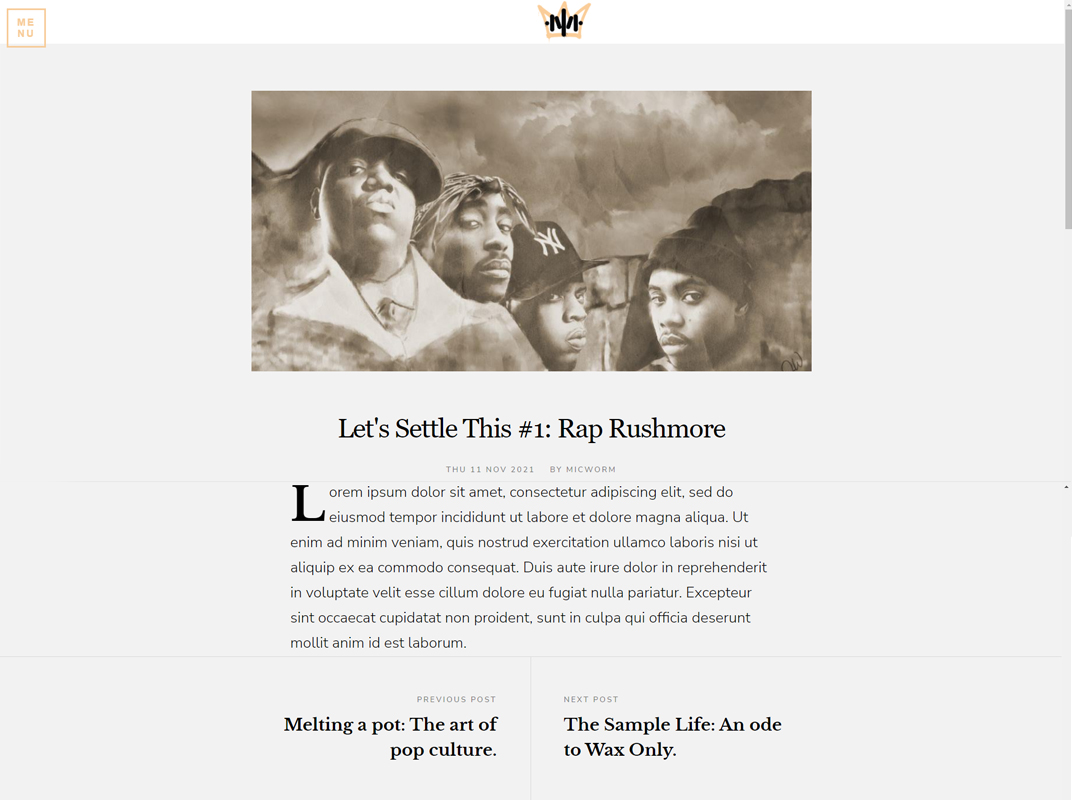 ME
NU
NY
Let's Settle This #1: Rap Rushmore
THU 11 NOV 2021 BY MICWORM
Lorem ipsum dolor sit amet, consectetur adipiscing elit, sed do
eiusmod tempor incididunt ut labore et dolore magna aliqua. Ut
enim ad minim veniam, quis nostrud exercitation ullamco laboris nisi ut
aliquip ex ea commodo consequat. Duis aute irure dolor in reprehenderit
in voluptate velit esse cillum dolore eu fugiat nulla pariatur. Excepteur
sint occaecat cupidatat non proident, sunt in culpa qui officia deserunt
mollit anim id est laborum.
PREVIOUS POST
Melting a pot: The art of
pop culture.
NEXT POST
The Sample Life: An ode
to Wax Only.